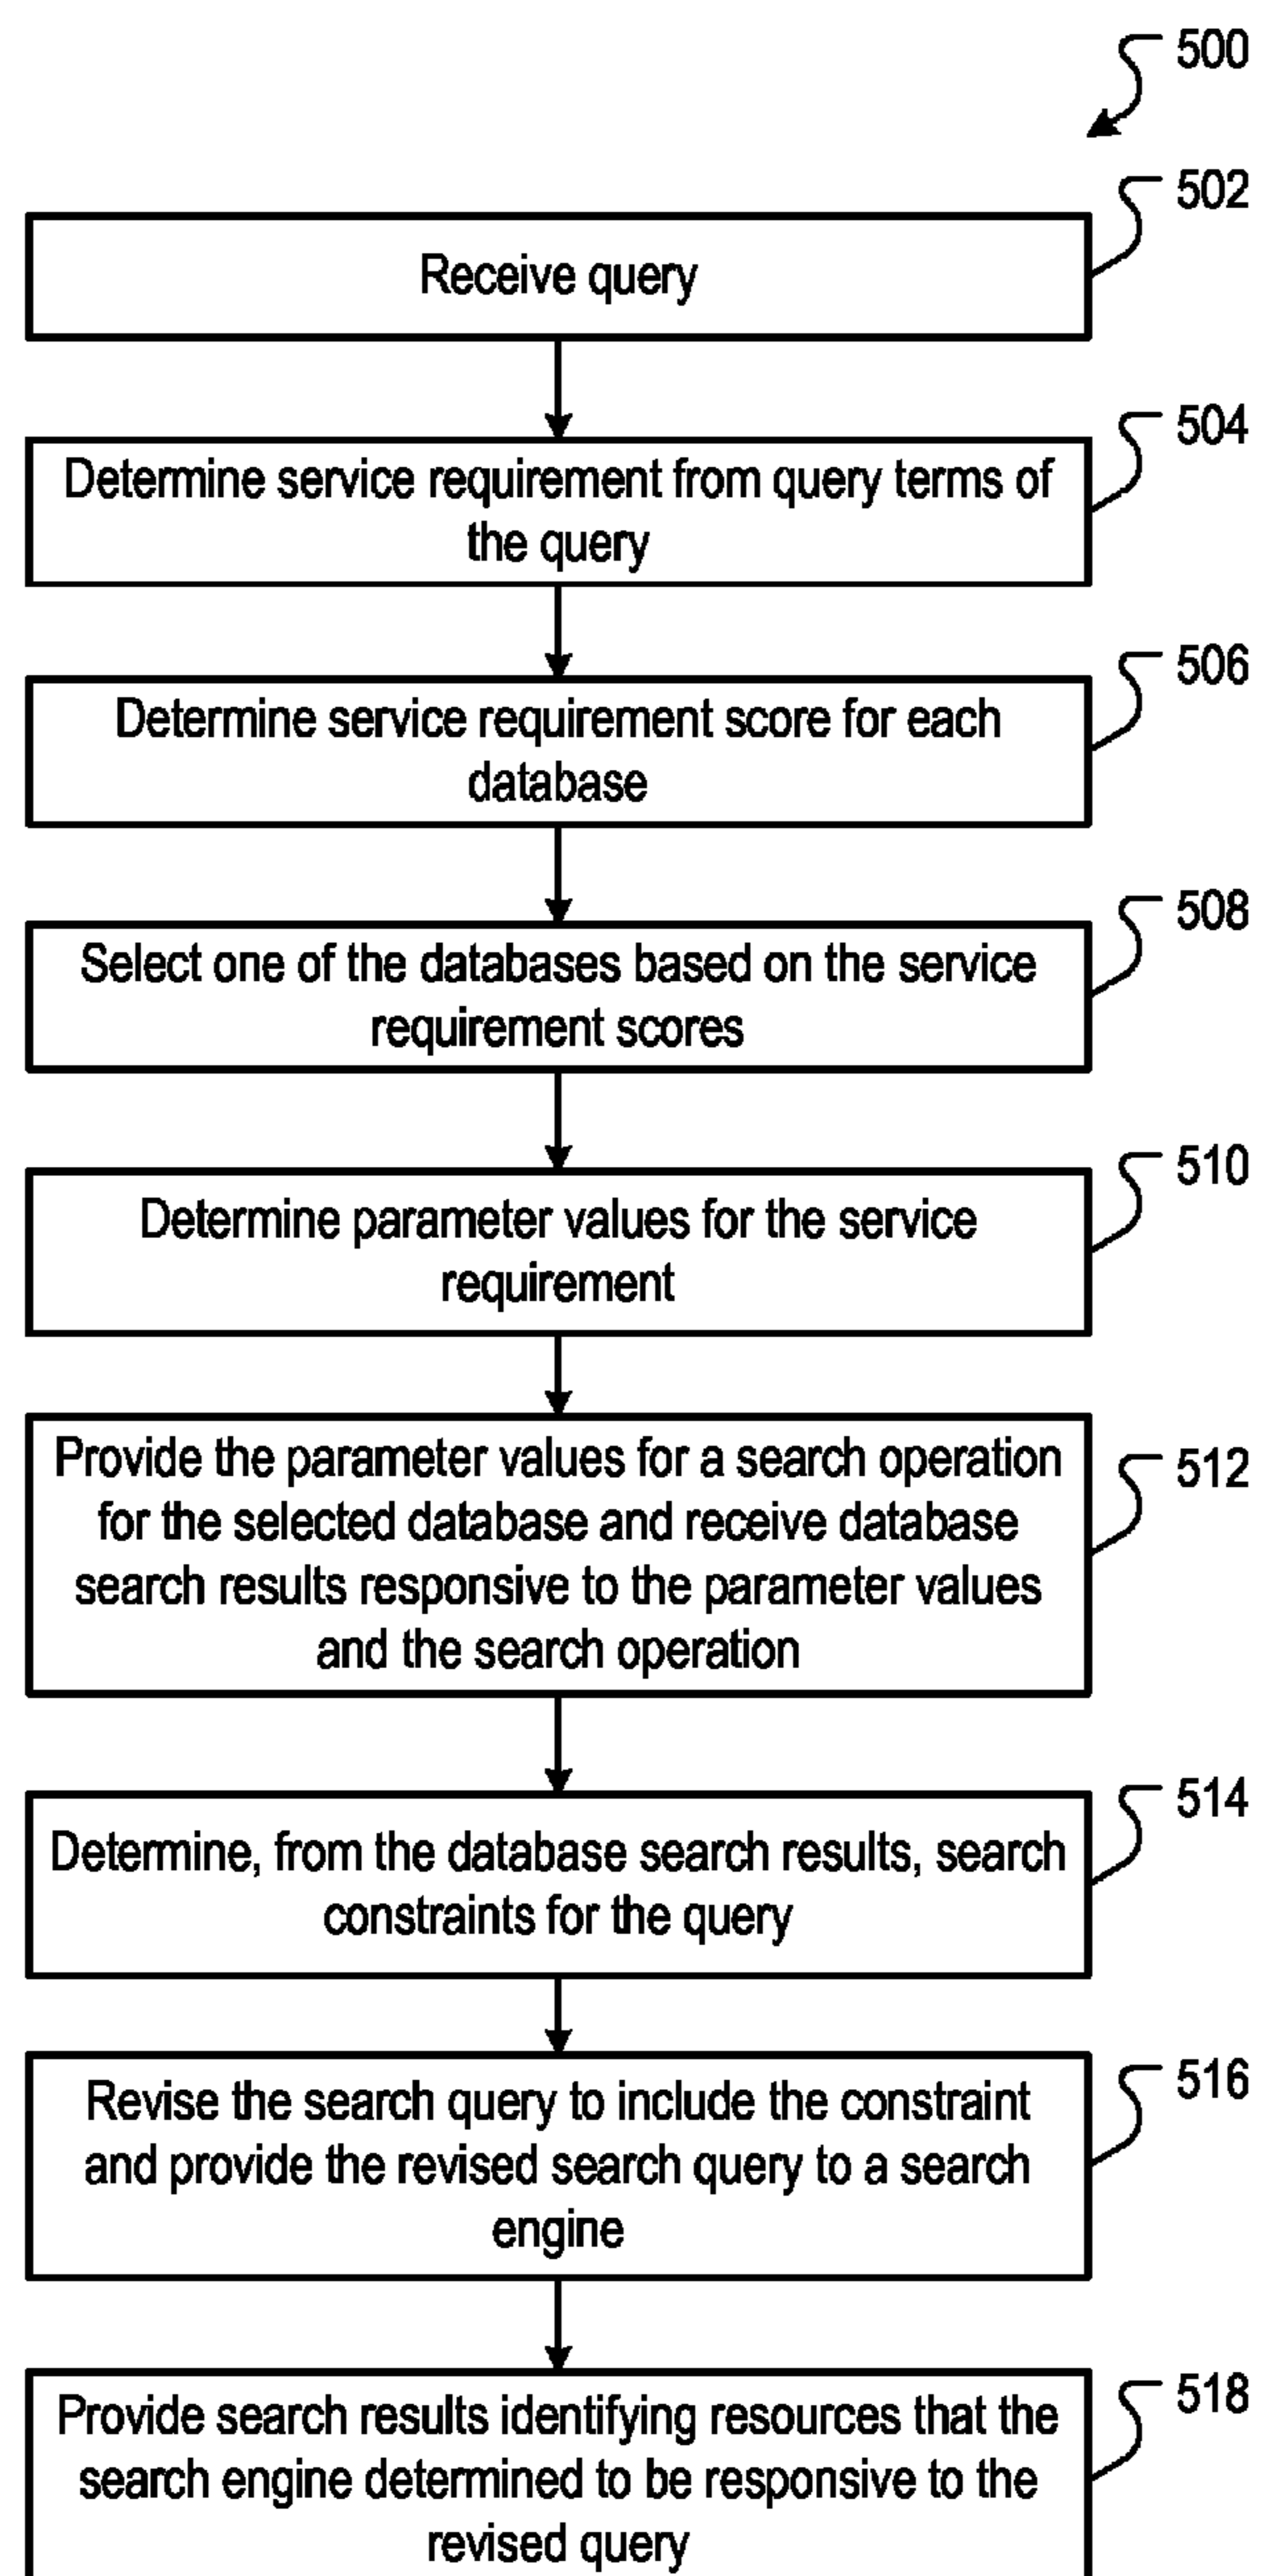 500
502
Receive query
504
Determine service requirement from query terms of
the query
506
Determine service requirement score for each
database
508
Select one of the databases based on the service
requirement scores
510
Determine parameter values for the service
requirement
512
Provide the parameter values for a search operation
for the selected database and receive database
search results responsive to the parameter values
and the search operation
514
Determine, from the database search results, search
constraints for the query
516
Revise the search query to include the constraint
and provide the revised search query to a search
engine
518
Provide search results identifying resources that the
search engine determined to be responsive to the
revised query